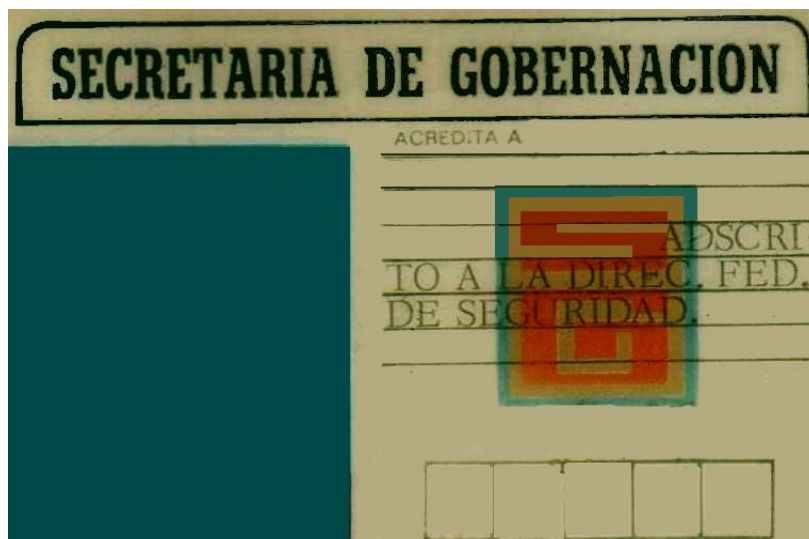 SECRETARIA DE GOBERNACION
ACREDITA A
ADSCRI
TO A LA DIREC. FED.
DE SEGURIDAD.